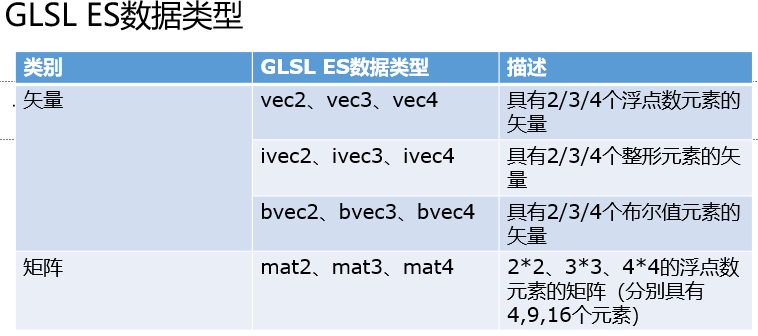 GLSL ES数据类型
类别 GLSL ES数据类型 描述
矢量 vec2、vec3、vec4 具有2/3/4个浮点数元素的
矢量
ivec2、ivec3、ivec4 具有2/3/4个整形元素的矢
量
bvec2、bvec3、bvec4 具有2/3/4个布尔值元素的
矢量
矩阵 mat2、mat3、mat4 2*2、3*3、4*4的浮点数
元素的矩阵 (分别具有
4,9,16个元素)